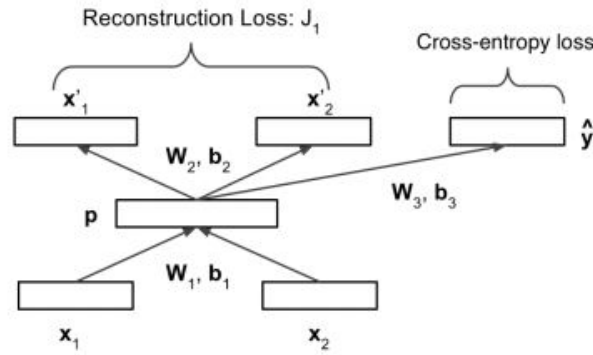 Reconstruction Loss: J₁
Cross-entropy loss
x'₁
x'₂
ŷ
W₂, b₂
W₃, b₃
p
W₁, b₁
x₁
x₂